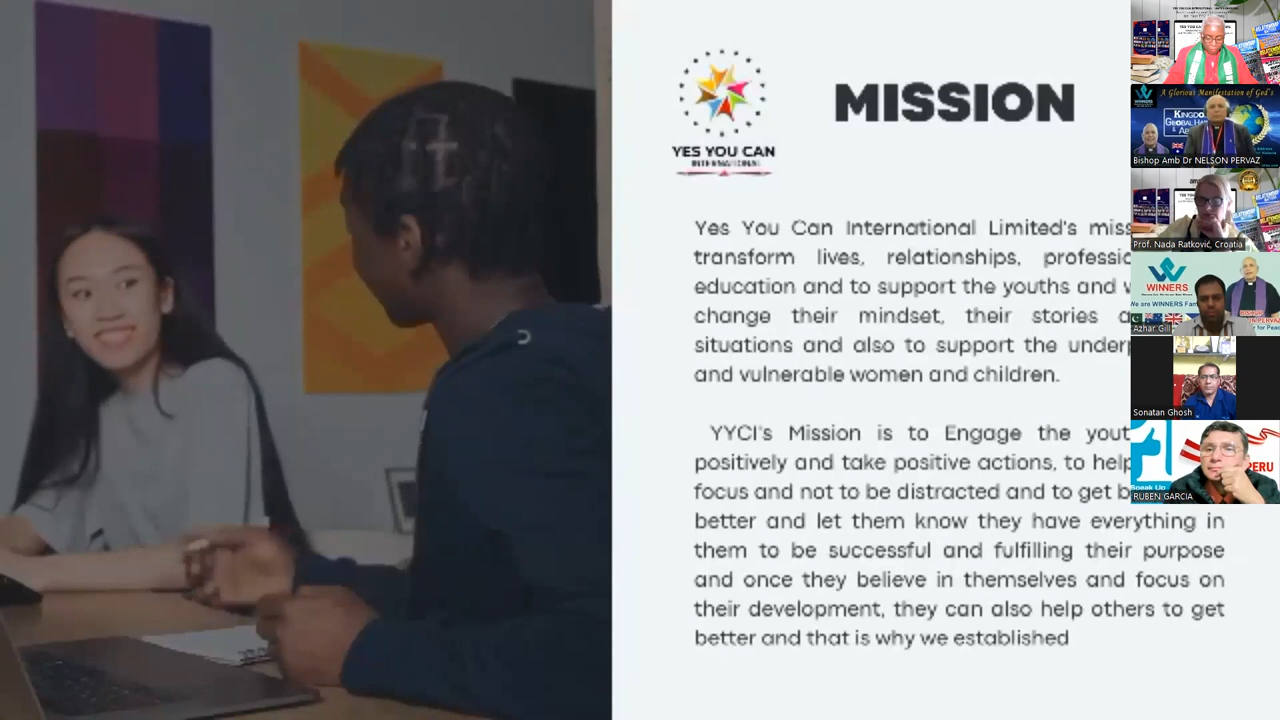 YES YOU CAN
INTERNATIONAL
MISSION
Yes You Can International Limited's
transform lives, relationships,
education and to support the youths and
change their mindset, their stories
situations and also to support the
and vulnerable women and children.
YYCI's Mission is to Engage the
positively and take positive actions, to help
focus and not to be distracted and to get
better and let them know they have everything in
them to be successful and fulfilling their purpose
and once they believe in themselves and focus on
their development, they can also help others to get
better and that is why we established
A Glorious Manifestation of God's
WINNERS
Bishop Amb Dr NELSON PERVAZ
Prof. Nada Ratković, Croatia
WINNERS
We are WINNERS
BISHOP
Azhar Gill
Sonatan Ghosh
PERU
Speak Up
RUBEN GARCIA